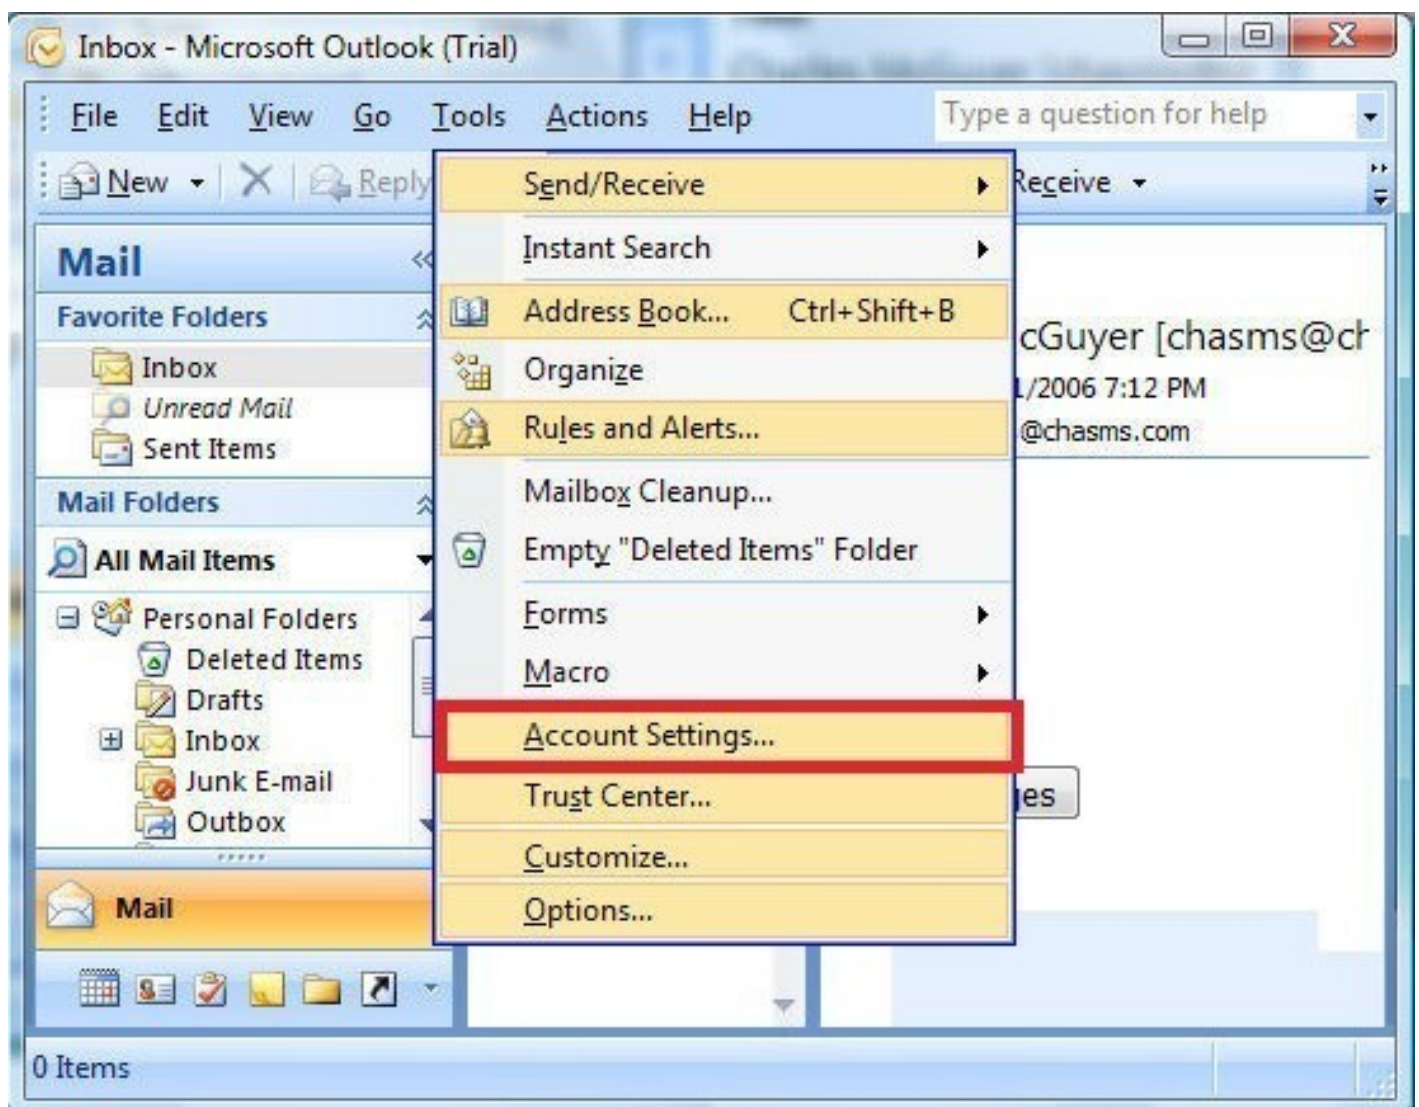 Inbox - Microsoft Outlook (Trial)
File Edit View Go Tools Actions Help Type a question for help
New Reply Receive
Mail
Favorite Folders
Inbox
Unread Mail
Sent Items
Mail Folders
All Mail Items
Personal Folders
Deleted Items
Drafts
Inbox
Junk E-mail
Outbox
Mail
Send/Receive
Instant Search
Address Book... Ctrl+Shift+B
Organize
Rules and Alerts...
Mailbox Cleanup...
Empty "Deleted Items" Folder
Forms
Macro
Account Settings...
Trust Center...
Customize...
Options...
cGuyer [chasms@ch
1/2006 7:12 PM
@chasms.com
ges
0 Items